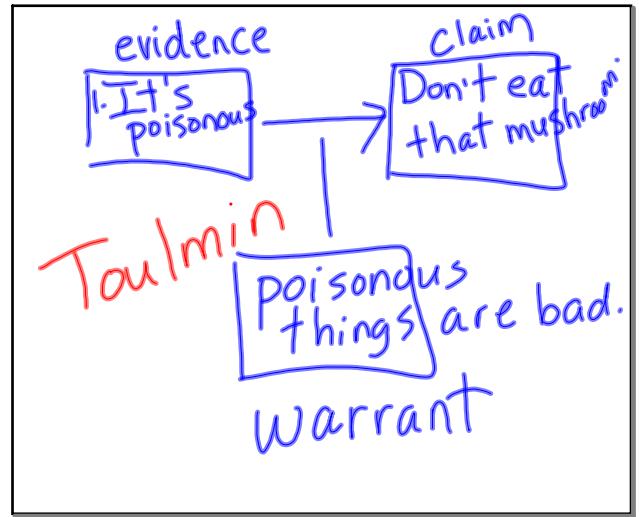 evidence
1. It's
poisonous
claim
Don't eat
that mushroom.
Toulmin
poisonous
things are bad.
warrant